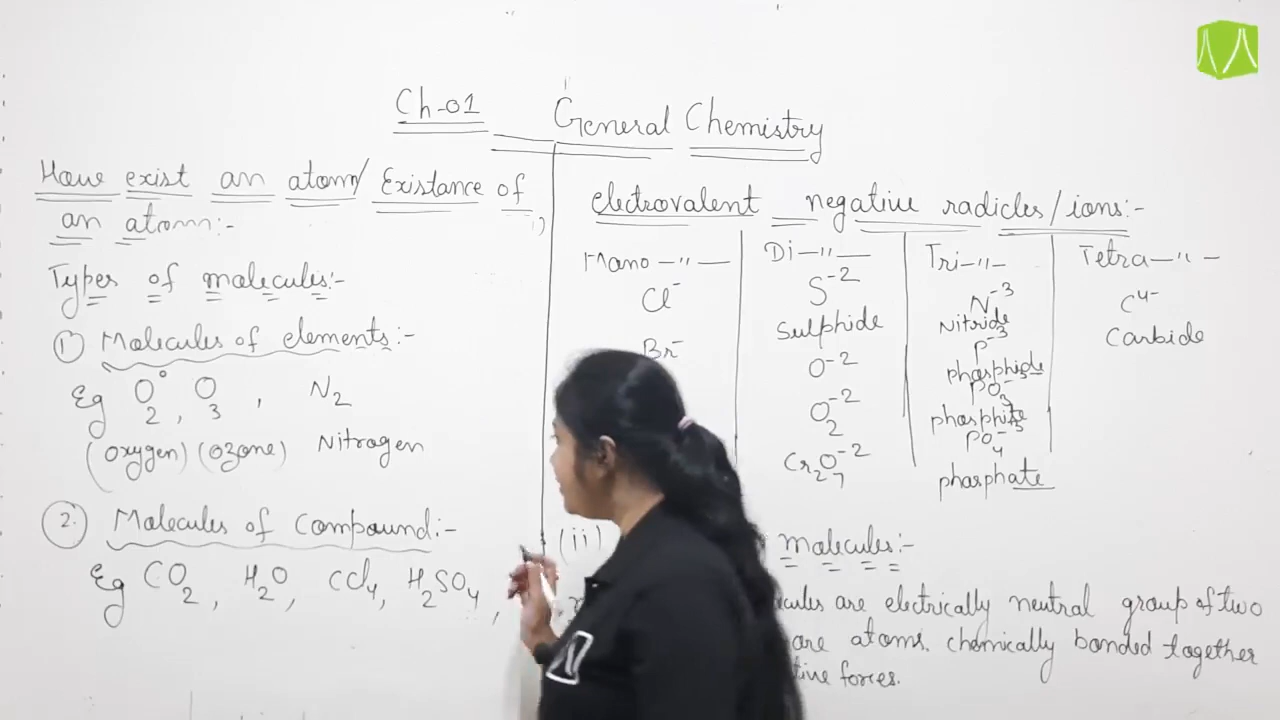 Ch-01 General Chemistry
How exist an atom/ Existance of
an atom:-
Types of molecules:-
1) Molecules of elements:-
Eg O2, O3, N2
(oxygen) (ozone) Nitrogen
2. Molecules of Compound:-
Eg CO2, H2O, CCl4, H2SO4,
i) electrovalent negative radicles/ions:-
Mono-"- Di-"- Tri-"- Tetra-"-
Cl⁻ S⁻² N⁻³ C⁴⁻
Sulphide Nitride Carbide
Br⁻ O⁻² P⁻³
phosphide
O2⁻² PO3⁻³
phosphite
Cr2O7⁻² PO4⁻³
phosphate
(ii) molecules:-
are electrically neutral group of two
are atoms. chemically bonded together
forces.